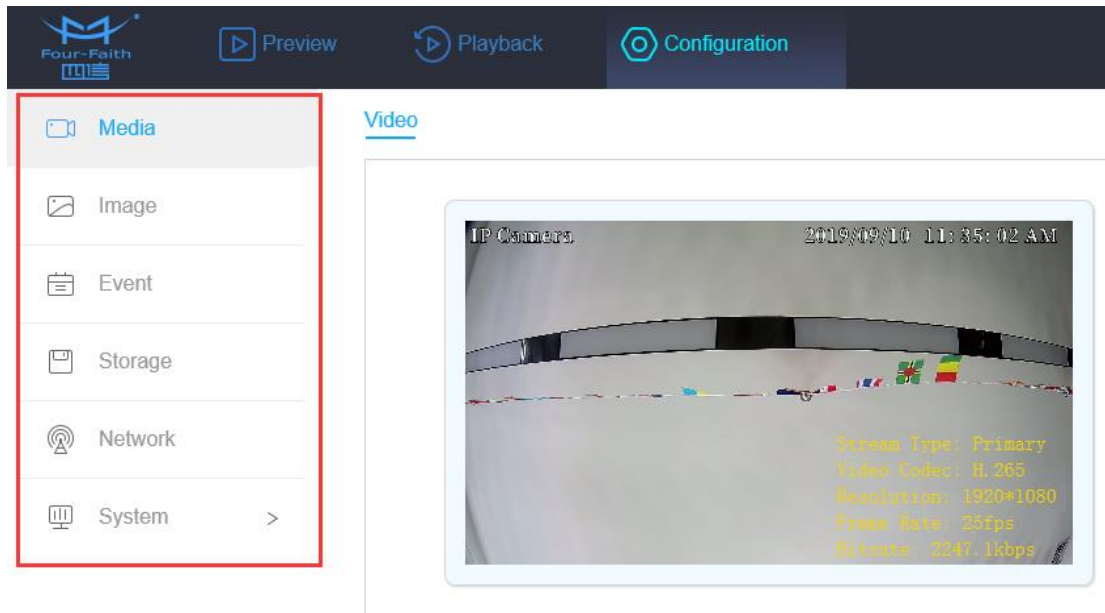 Four-Faith
四信
Preview
Playback
Configuration
Media
Image
Event
Storage
Network
System >
Video
IP Camera 2019/09/10 11:35:02 AM
Stream Type: Primary
Video Codec: H.265
Resolution: 1920*1080
Frame Rate: 25fps
Bitrate: 2247.1kbps